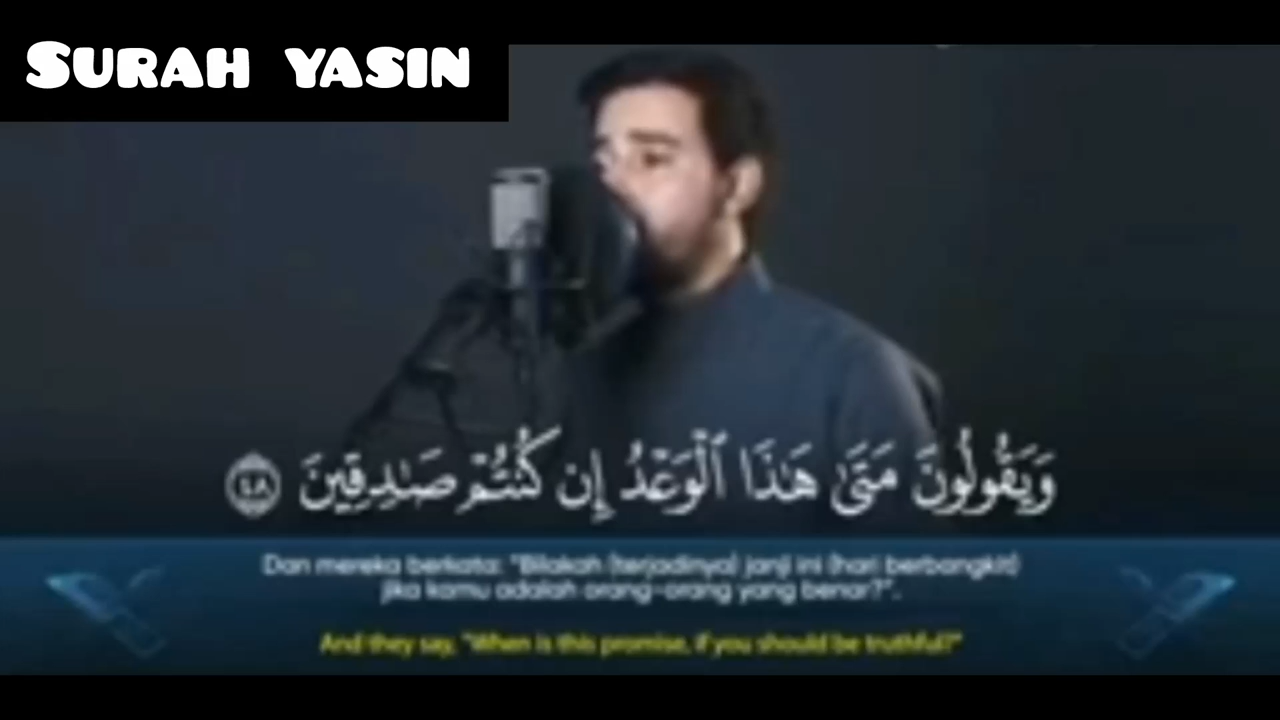 SURAH YASIN
وَيَقُولُونَ مَتَىٰ هَـٰذَا ٱلْوَعْدُ إِن كُنتُمْ صَـٰدِقِينَ ٤٨
Dan mereka berkata: "Bilakah (terjadinya) janji ini (hari berbangkit)
jika kamu adalah orang-orang yang benar?".
And they say, "When is this promise, if you should be truthful?"